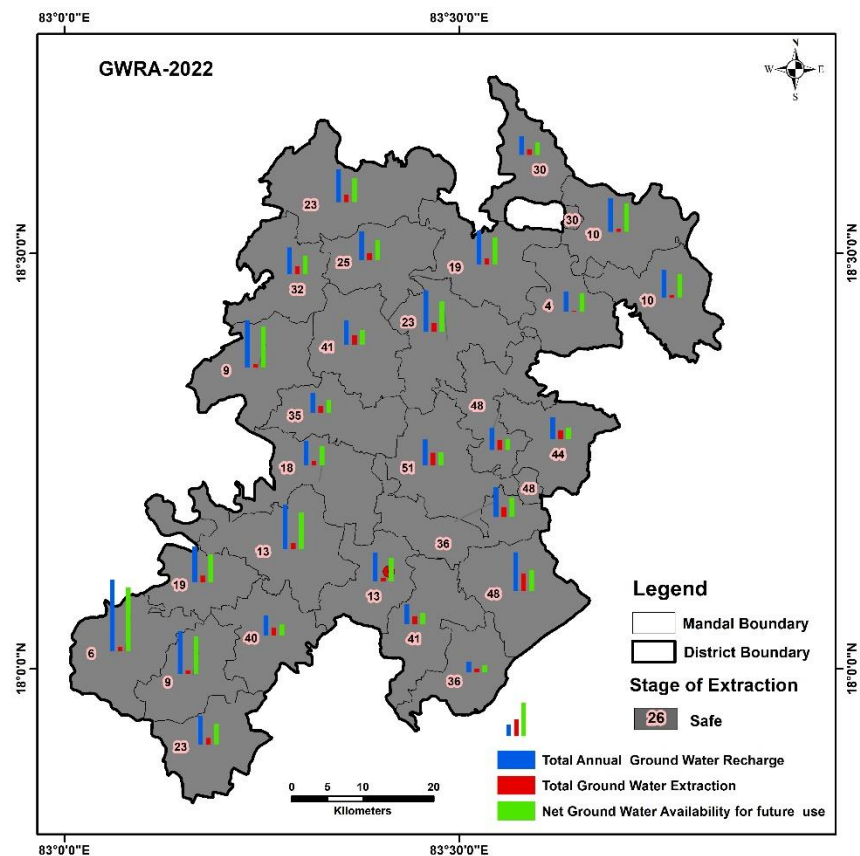 83°0'0"E
83°30'0"E
GWRA-2022
N
W
E
S
30
23
30
10
18°30'0"N
18°30'0"N
25
19
32
10
4
23
41
9
35
48
18
51
44
48
13
36
19
13
48
40
41
6
9
36
23
18°0'0"N
18°0'0"N
Legend
Mandal Boundary
District Boundary
Stage of Extraction
26 Safe
Total Annual Ground Water Recharge
Total Ground Water Extraction
Net Ground Water Availability for future use
0 5 10 20
Kilometers
83°0'0"E
83°30'0"E